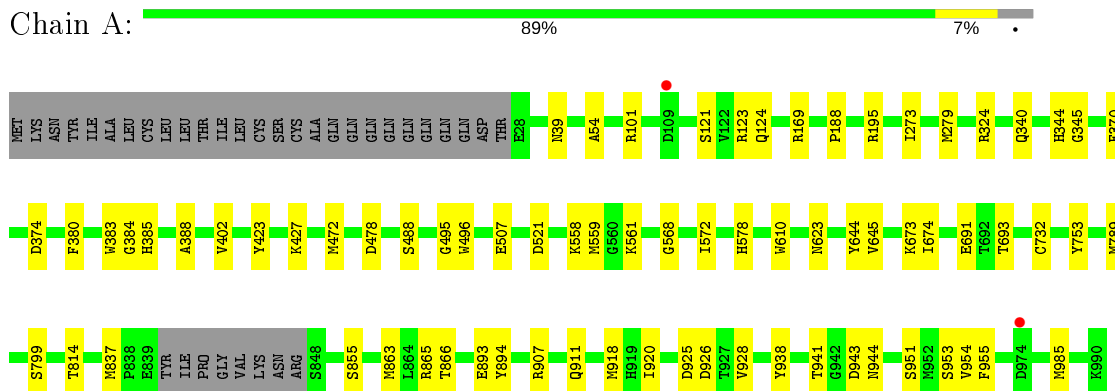 Chain A:
89% 7% •
MET LYS ASN TYR ILE ALA LEU CYS LEU LEU THR ILE LEU CYS SER CYS ALA GLN GLN GLN GLN GLN GLN GLN GLN ASP THR E28 N39 A54 R101 D109 S121 V122 R123 Q124 R169 P188 R195 I273 M279 R324 Q340 H344 G345
D374 F380 W383 G384 H385 A388 V402 Y423 K427 M472 D478 S488 G495 W496 E507 D521 K558 M559 G560 K561 G568 I572 H578 W610 N623 Y644 V645 K673 I674 E691 T692 T693 C732 Y753
S799 T814 M837 P838 E839 TYR ILE PRO GLY VAL LYS ASN ARG S848 S855 M863 L864 R865 T866 E893 Y894 R907 Q911 M918 H919 I920 D925 D926 T927 V928 Y938 T941 G942 D943 N944 S951 M952 S953 Y954 F955 D974 M985 K990